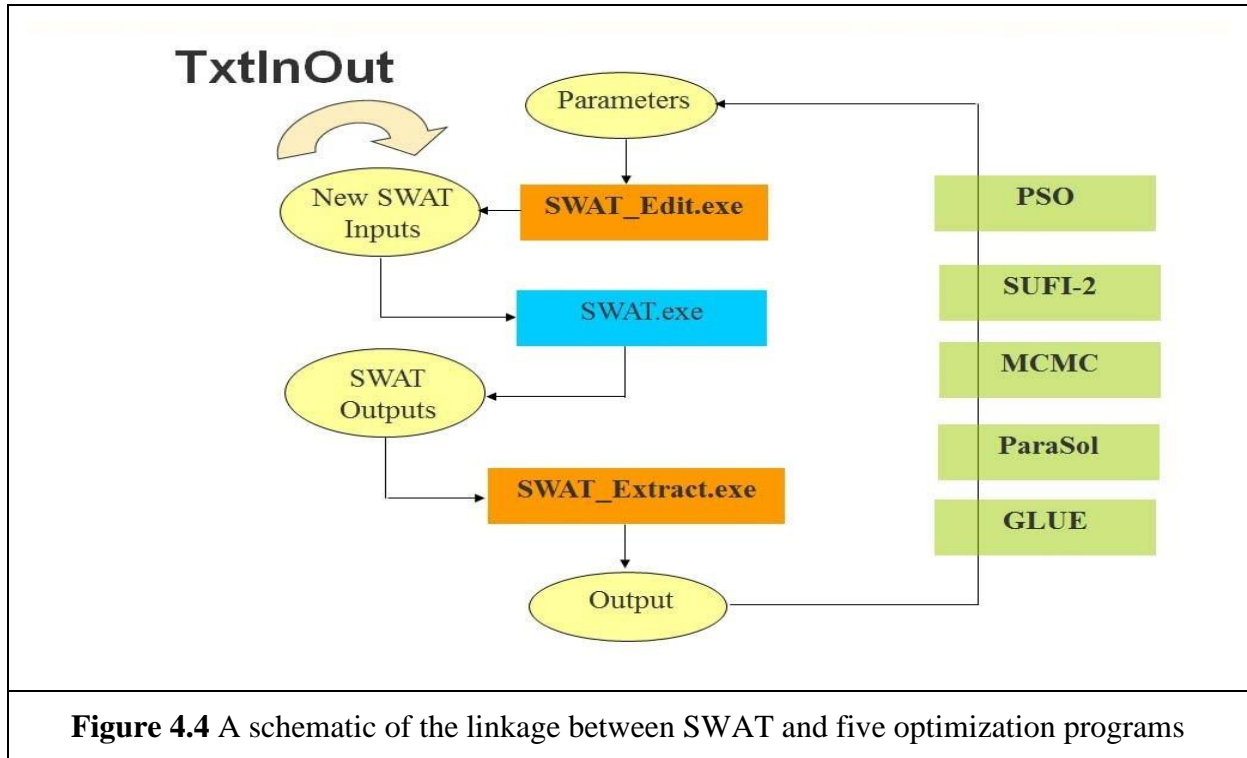 TxtInOut
Parameters
New SWAT
Inputs
SWAT_Edit.exe
SWAT.exe
SWAT
Outputs
SWAT_Extract.exe
Output
PSO
SUFI-2
MCMC
ParaSol
GLUE
Figure 4.4 A schematic of the linkage between SWAT and five optimization programs